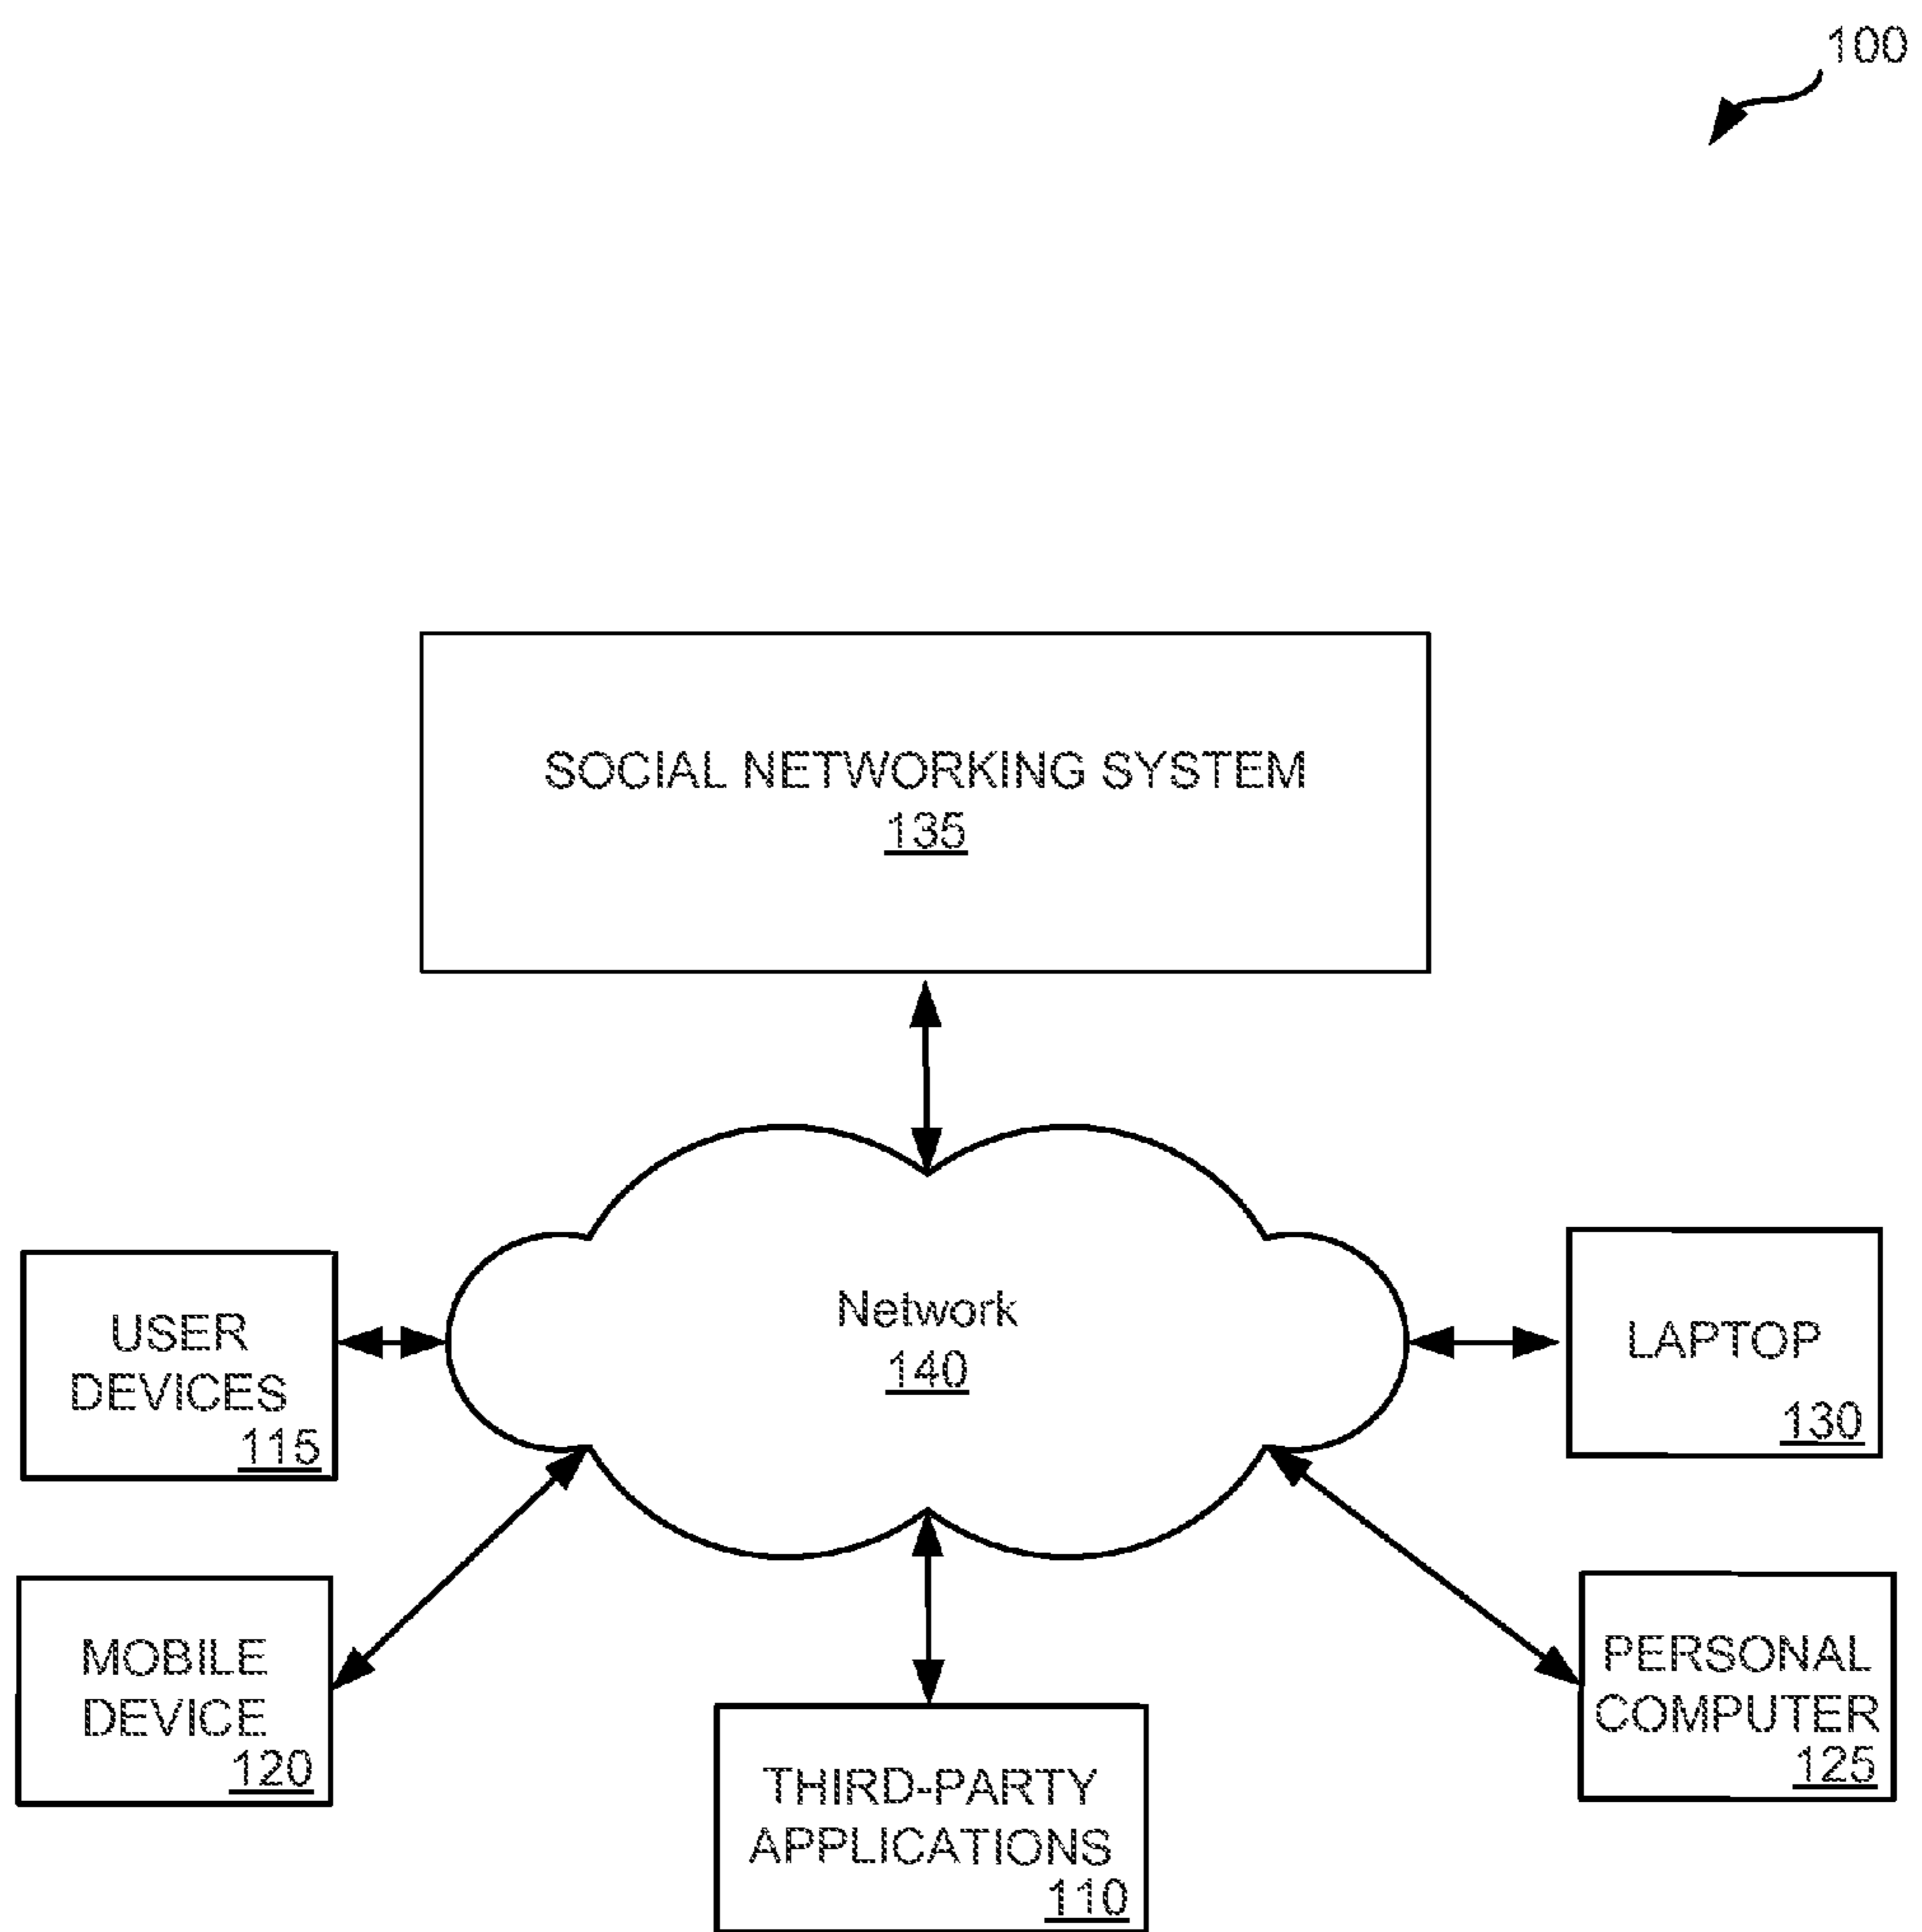 100
SOCIAL NETWORKING SYSTEM
135
Network
140
USER
DEVICES
115
LAPTOP
130
MOBILE
DEVICE
120
PERSONAL
COMPUTER
125
THIRD-PARTY
APPLICATIONS
110